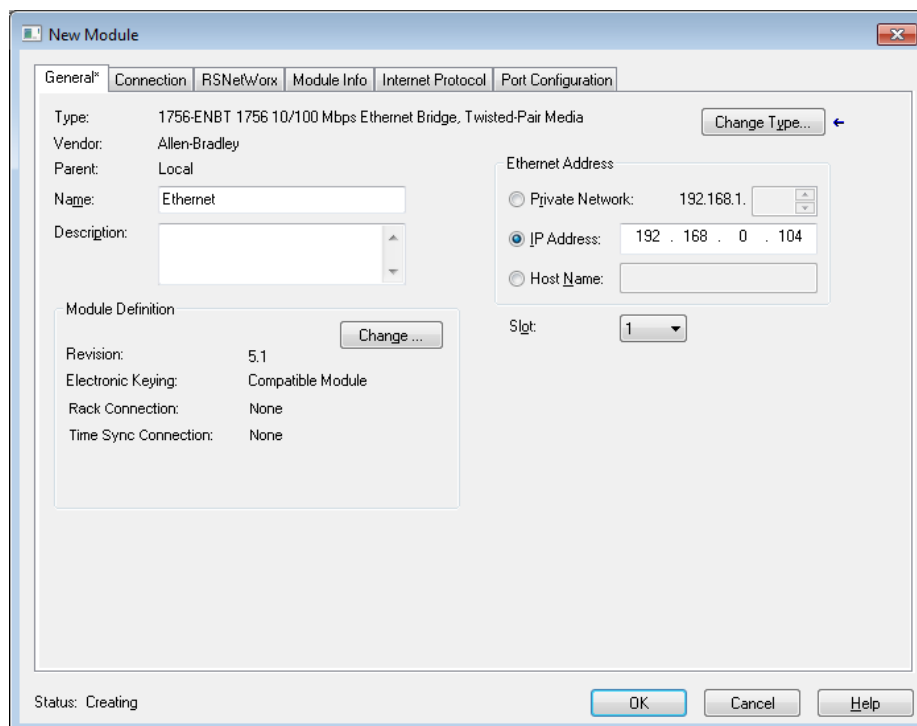 New Module
General* Connection RSNetWorx Module Info Internet Protocol Port Configuration
Type: 1756-ENBT 1756 10/100 Mbps Ethernet Bridge, Twisted-Pair Media
Change Type...
Vendor: Allen-Bradley
Parent: Local
Name: Ethernet
Description:
Ethernet Address
Private Network: 192.168.1.
IP Address: 192 . 168 . 0 . 104
Host Name:
Slot: 1
Module Definition
Change ...
Revision: 5.1
Electronic Keying: Compatible Module
Rack Connection: None
Time Sync Connection: None
Status: Creating
OK Cancel Help